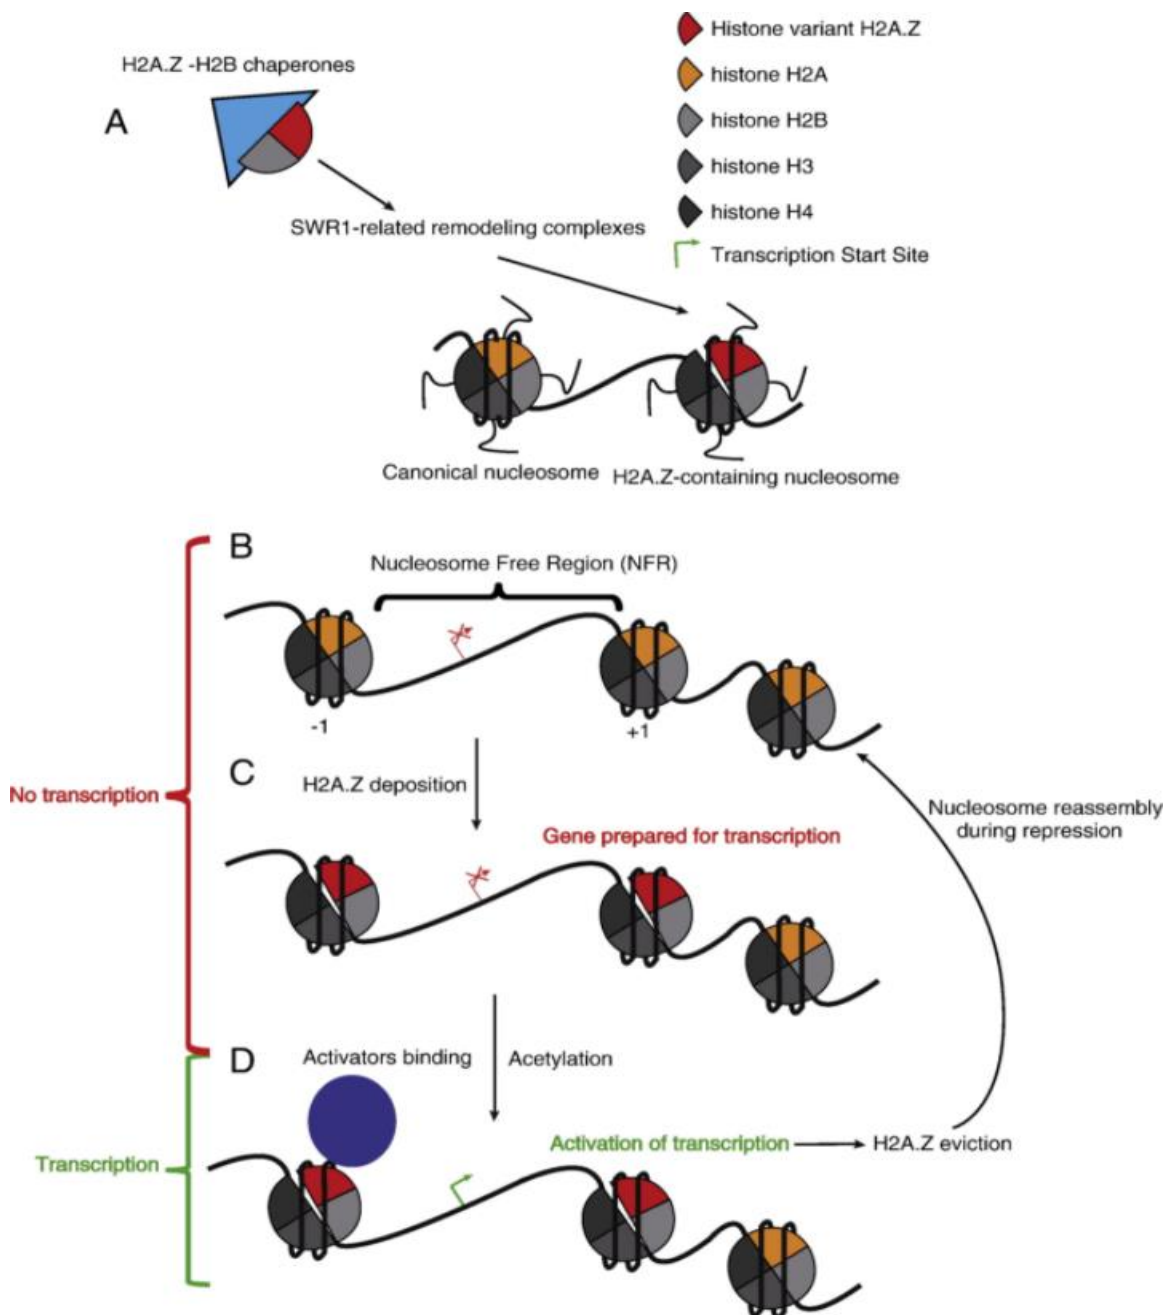 Histone variant H2A.Z
H2A.Z -H2B chaperones
histone H2A
A
histone H2B
histone H3
histone H4
SWR1-related remodeling complexes
Transcription Start Site
Canonical nucleosome
H2A.Z-containing nucleosome
B
Nucleosome Free Region (NFR)
-1
+1
C
H2A.Z deposition
No transcription
Nucleosome reassembly
during repression
Gene prepared for transcription
D
Activators binding
Acetylation
Activation of transcription
H2A.Z eviction
Transcription